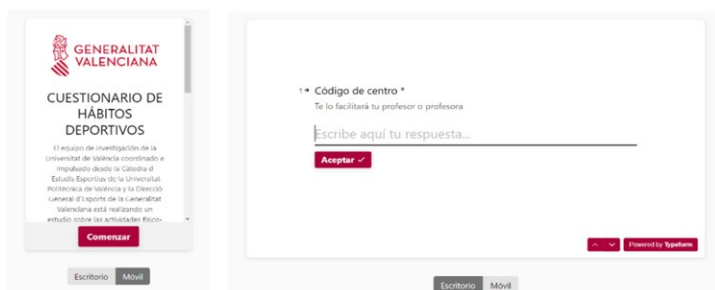 GENERALITAT
VALENCIANA
CUESTIONARIO DE
HÁBITOS
DEPORTIVOS
El equipo de investigación de la
Universitat de València coordinado e
impulsado desde la Cátedra d
'Estudis Esportius de la Universitat
Politècnica de València y la Direcció
General d'Esports de la Generalitat
Valenciana está realizando un
estudio sobre las actividades físico-
Comenzar
Escritorio Móvil
1 Código de centro *
Te lo facilitará tu profesor o profesora
Escribe aquí tu respuesta...
Aceptar ✓
Powered by Typeform
Escritorio Móvil